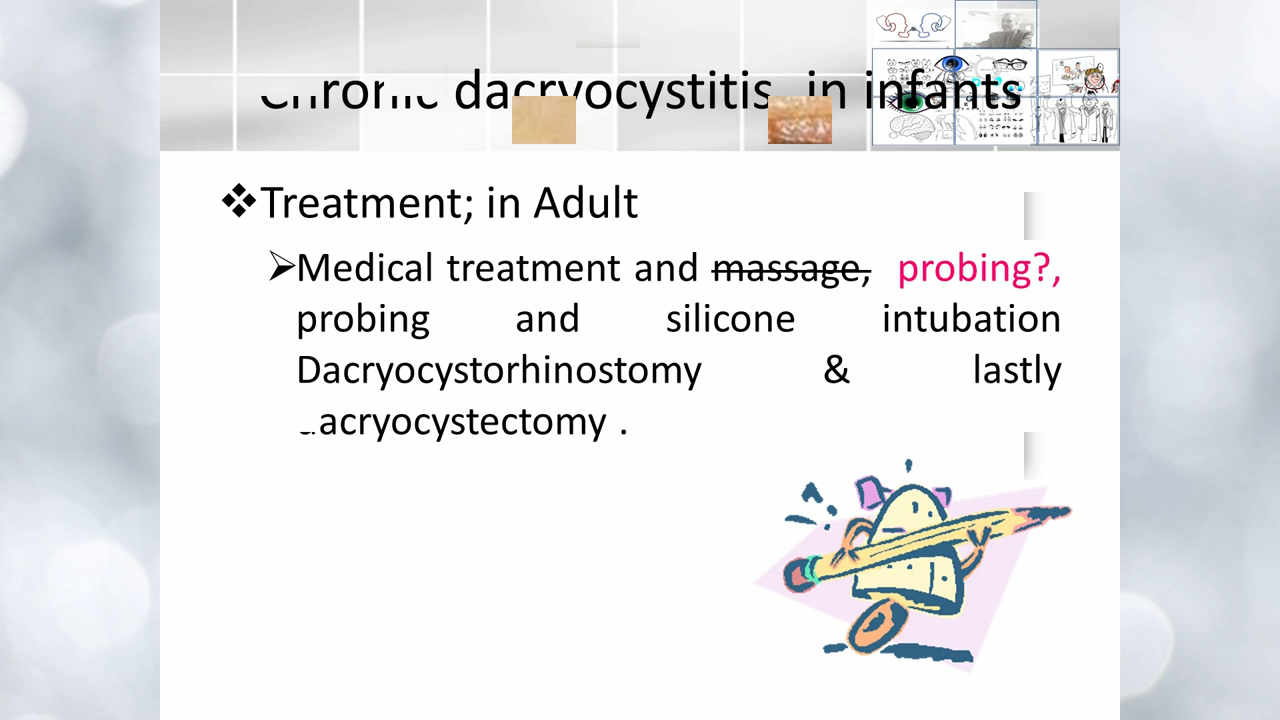 Chronic dacryocystitis in infants
❖Treatment; in Adult
➢Medical treatment and massage, probing?,
probing and silicone intubation
Dacryocystorhinostomy & lastly
dacryocystectomy .